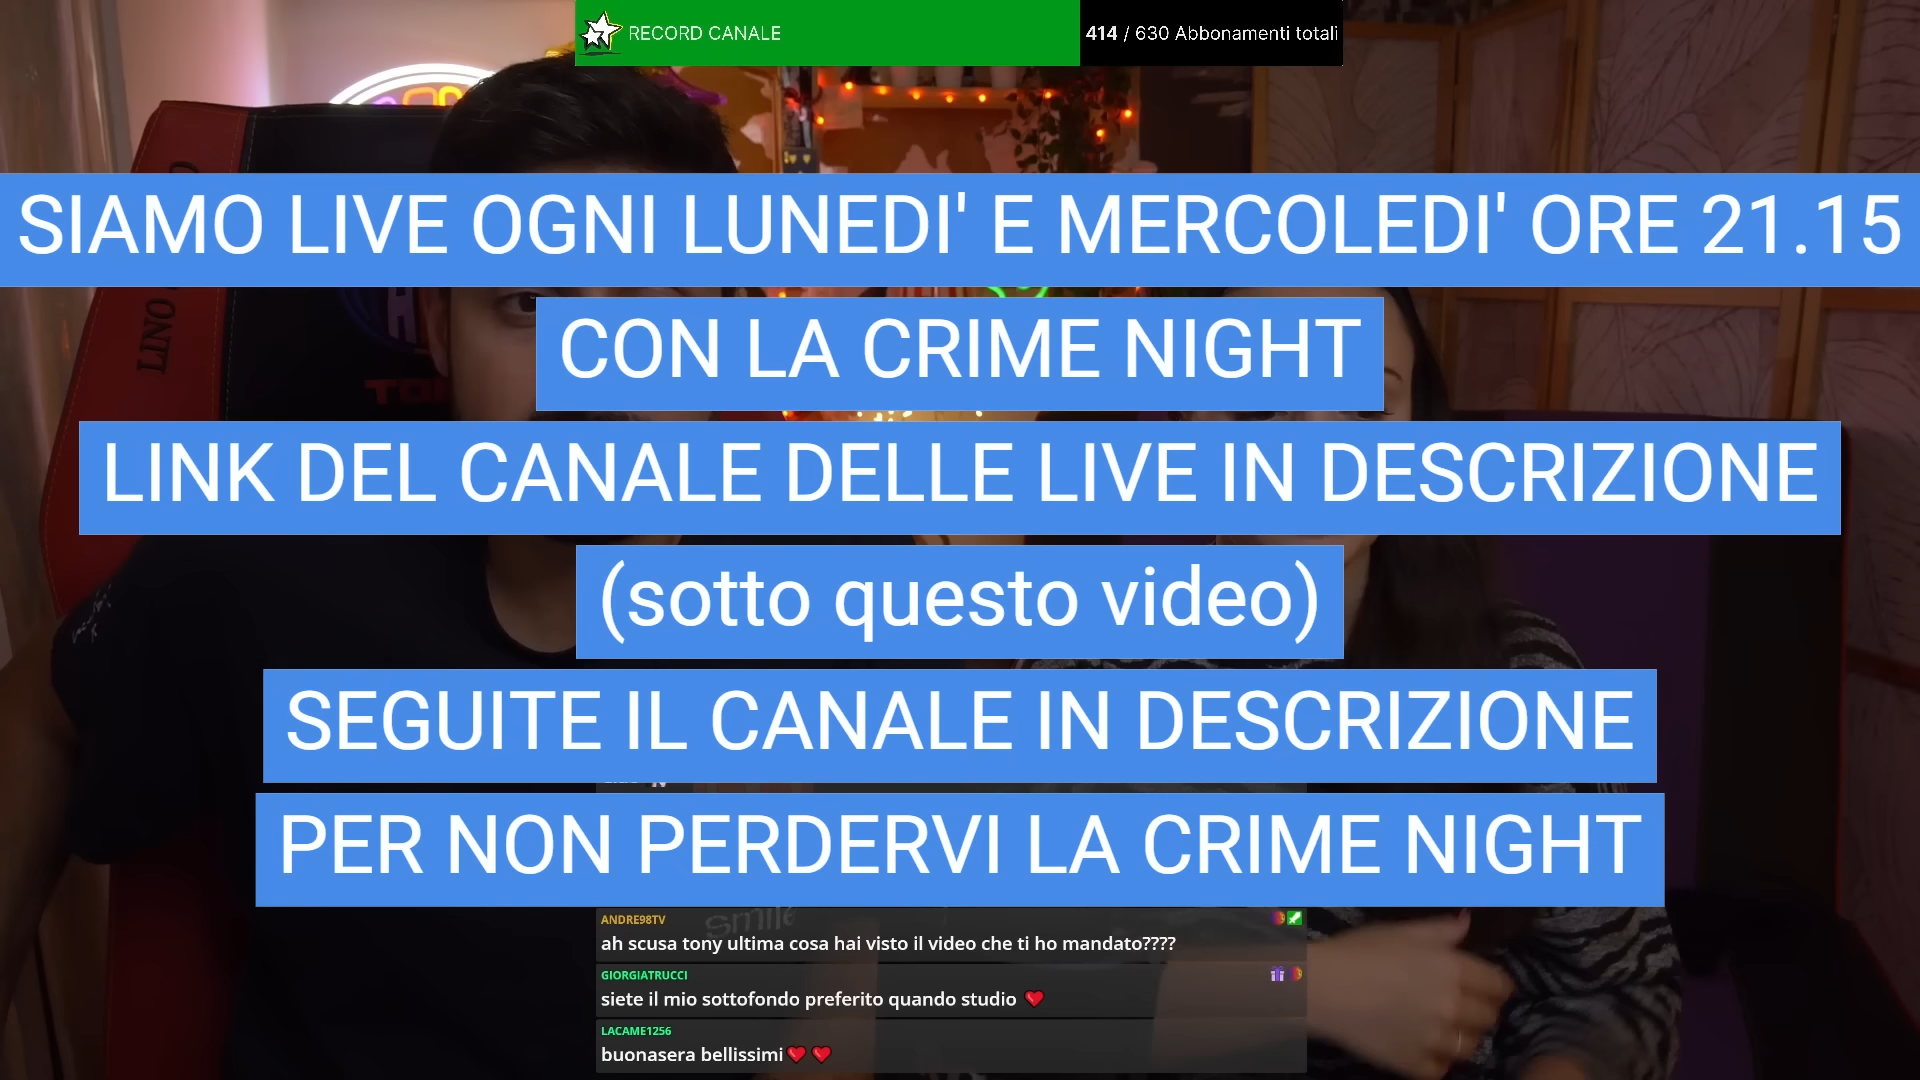 RECORD CANALE
414 / 630 Abbonamenti totali
SIAMO LIVE OGNI LUNEDI' E MERCOLEDI' ORE 21.15
CON LA CRIME NIGHT
LINK DEL CANALE DELLE LIVE IN DESCRIZIONE
(sotto questo video)
SEGUITE IL CANALE IN DESCRIZIONE
PER NON PERDERVI LA CRIME NIGHT
LINO
smile
ANDRE98TV
ah scusa tony ultima cosa hai visto il video che ti ho mandato????
GIORGIATRUCCI
siete il mio sottofondo preferito quando studio ❤️
LACAME1256
buonasera bellissimi❤️ ❤️